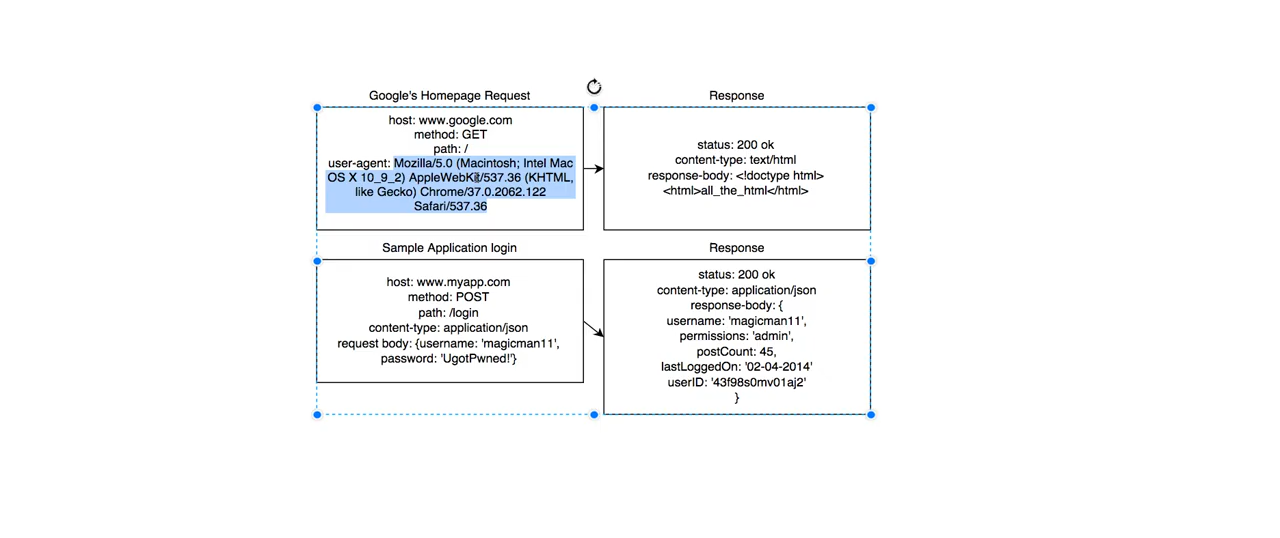 Google's Homepage Request
host: www.google.com
method: GET
path: /
user-agent: Mozilla/5.0 (Macintosh; Intel Mac
OS X 10_9_2) AppleWebKit/537.36 (KHTML,
like Gecko) Chrome/37.0.2062.122
Safari/537.36
Response
status: 200 ok
content-type: text/html
response-body: <!doctype html>
<html>all_the_html</html>
Sample Application login
host: www.myapp.com
method: POST
path: /login
content-type: application/json
request body: {username: 'magicman11',
password: 'UgotPwned!'}
Response
status: 200 ok
content-type: application/json
response-body: {
username: 'magicman11',
permissions: 'admin',
postCount: 45,
lastLoggedOn: '02-04-2014'
userID: '43f98s0mv01aj2'
}